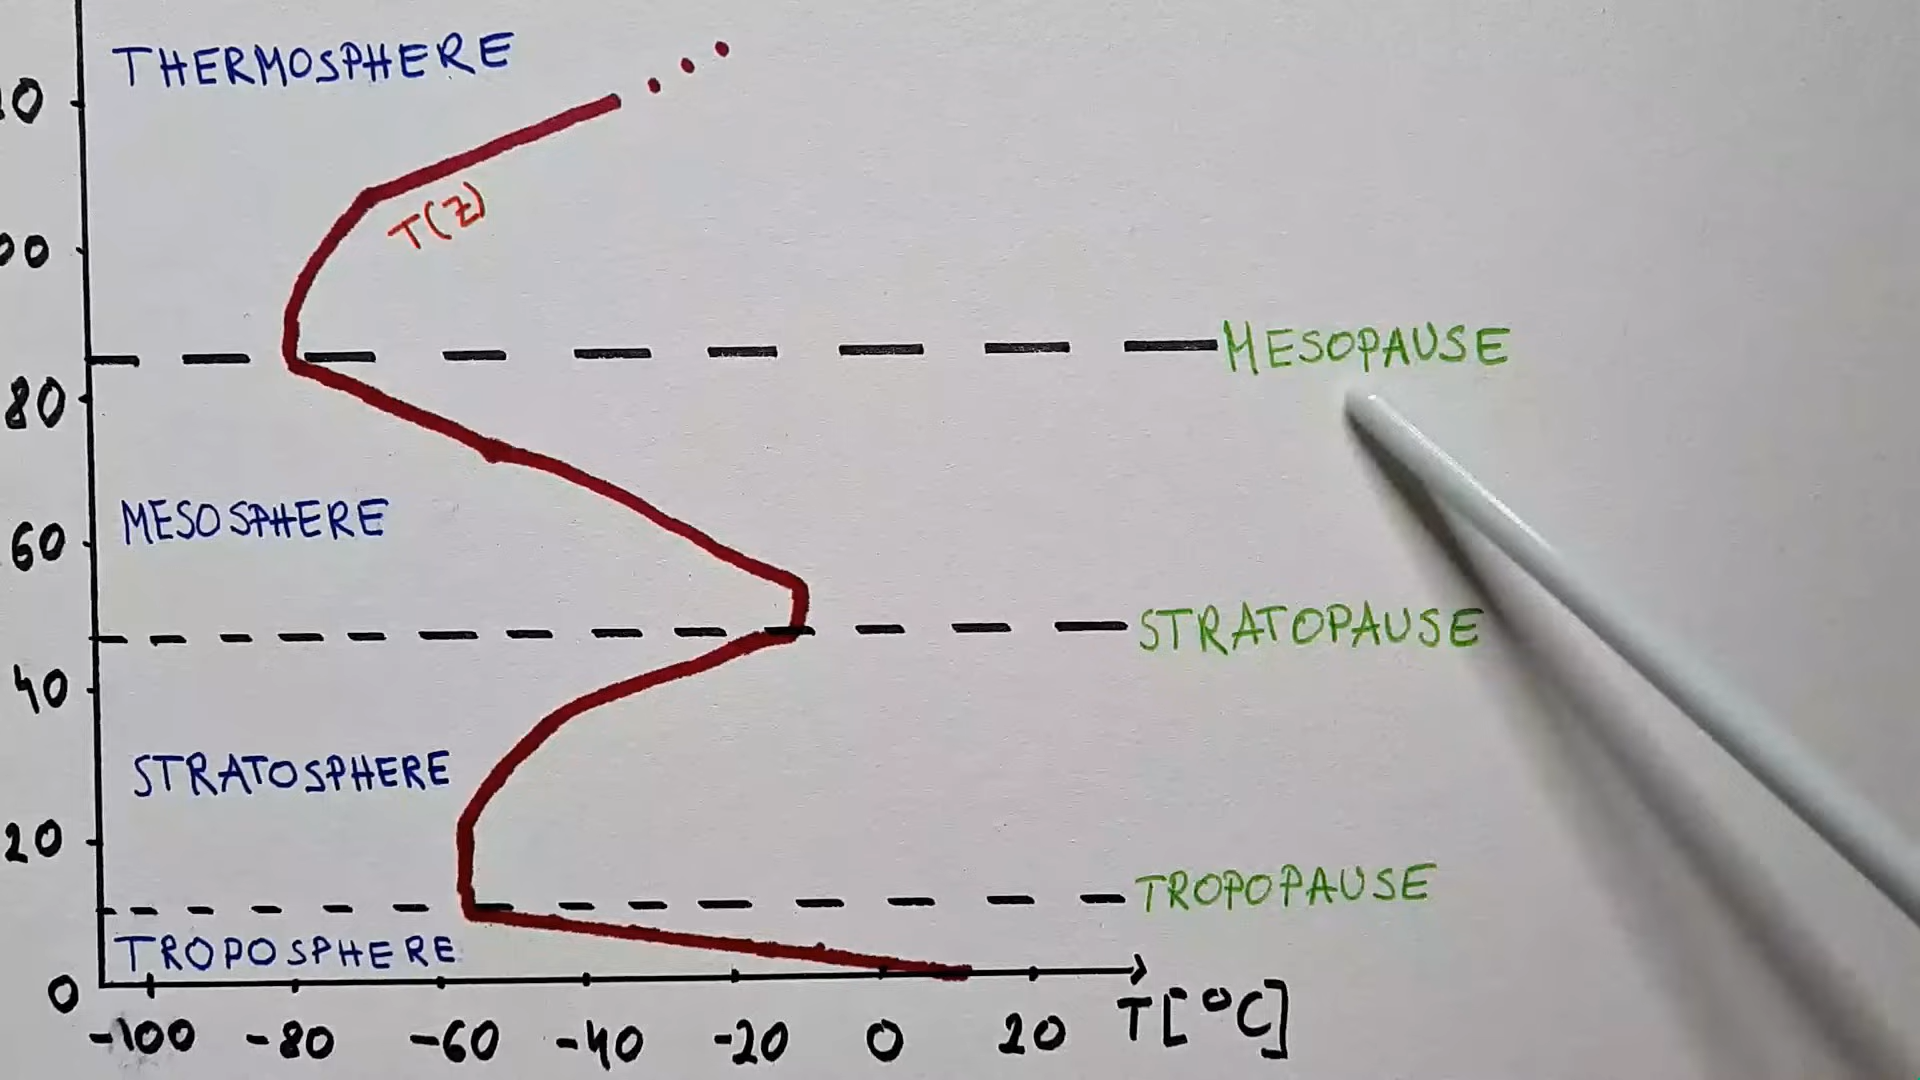 THERMOSPHERE
T(Z)
MESOPAUSE
80
MESOSPHERE
60
STRATOPAUSE
40
STRATOSPHERE
20
TROPOPAUSE
TROPOSPHERE
0
-100 -80 -60 -40 -20 0 20 T[°C]